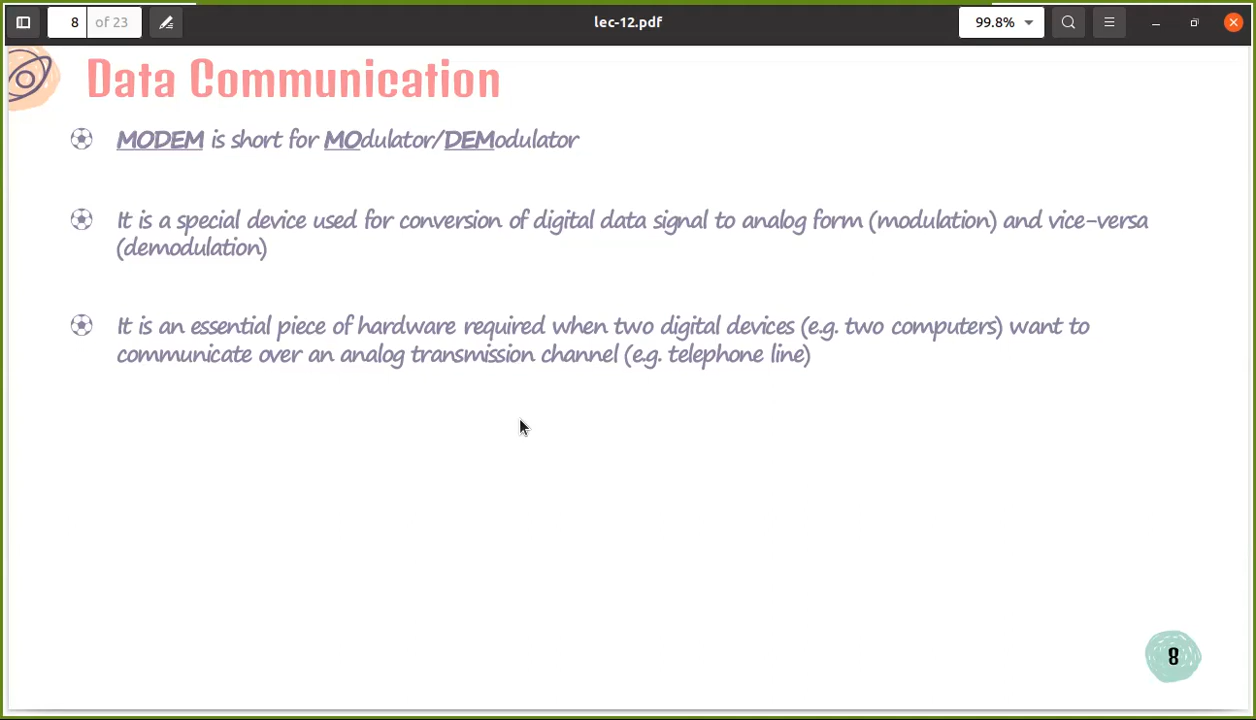 8 of 23
lec-12.pdf
99.8%
Data Communication
MODEM is short for MOdulator/DEModulator
It is a special device used for conversion of digital data signal to analog form (modulation) and vice-versa
(demodulation)
It is an essential piece of hardware required when two digital devices (e.g. two computers) want to
communicate over an analog transmission channel (e.g. telephone line)
8